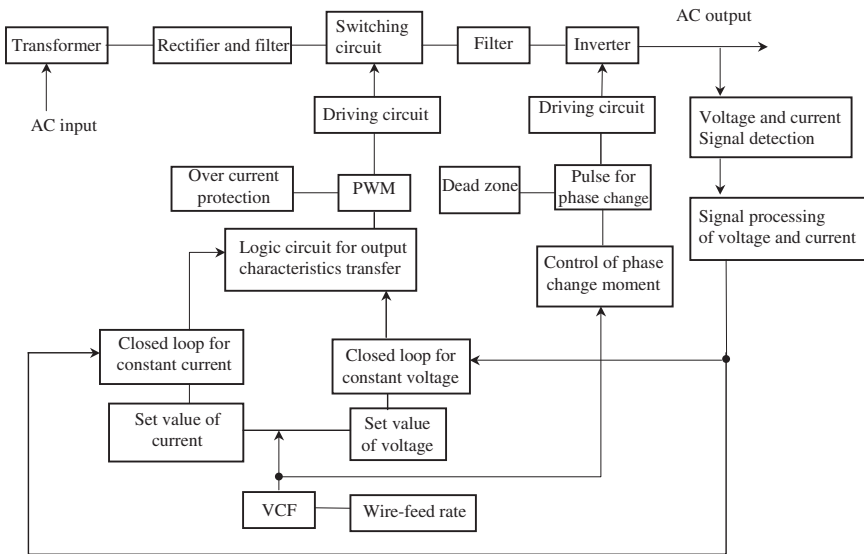 AC output
Transformer
Rectifier and filter
Switching
circuit
Filter
Inverter
AC input
Driving circuit
Driving circuit
Voltage and current
Signal detection
Over current
protection
PWM
Dead zone
Pulse for
phase change
Signal processing
of voltage and current
Logic circuit for output
characteristics transfer
Control of phase
change moment
Closed loop for
constant current
Closed loop for
constant voltage
Set value of
current
Set value
of voltage
VCF
Wire-feed rate